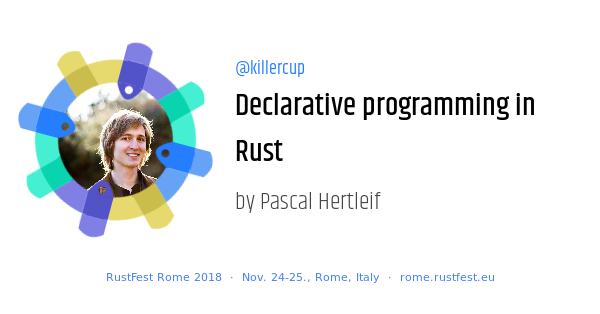 @killercup
Declarative programming in
Rust
by Pascal Hertleif
RustFest Rome 2018 · Nov. 24-25., Rome, Italy · rome.rustfest.eu